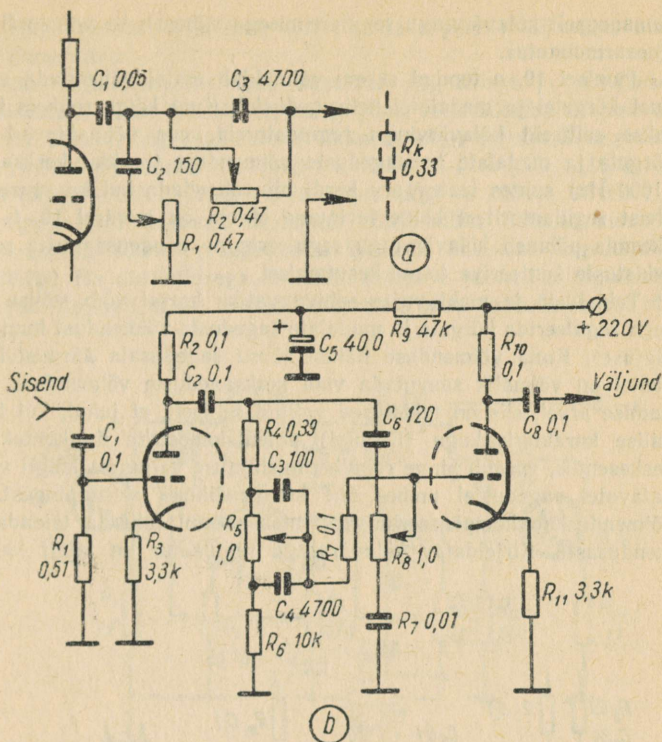 C₁ 0,05
C₃ 4700
C₂ 150
R₂ 0,47
R₁ 0,47
Rₖ 0,33
a
R₉ 47k
+
C₅ 40,0
÷ 220 V
R₂ 0,1
R₁₀ 0,1
C₂ 0,1
Sisend
Väljund
C₈ 0,1
C₆ 120
R₄ 0,39
C₁ 0,1
C₃ 100
R₅ 1,0
R₇ 0,1
R₈ 1,0
R₁ 0,51
R₃ 3,3k
C₄ 4700
R₇ 0,01
R₁₁ 3,3k
R₆ 10k
b